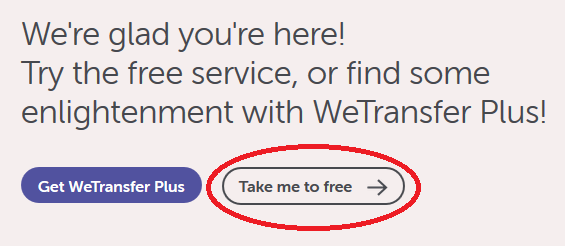 We're glad you're here!
Try the free service, or find some
enlightenment with WeTransfer Plus!
Get WeTransfer Plus
Take me to free